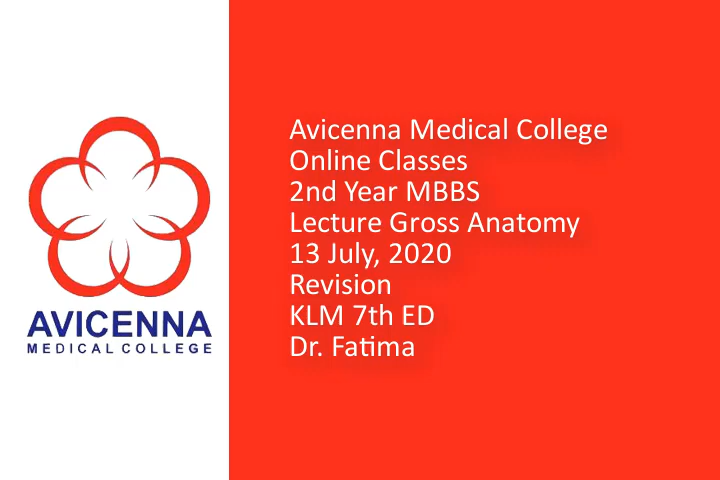 AVICENNA
MEDICAL COLLEGE
Avicenna Medical College
Online Classes
2nd Year MBBS
Lecture Gross Anatomy
13 July, 2020
Revision
KLM 7th ED
Dr. Fatima